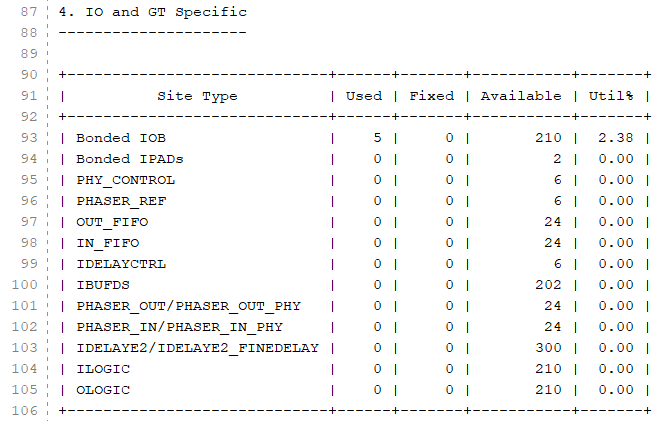 87 4. IO and GT Specific
88 ---------------------
89
90 +-----------------------------+------+-------+-----------+-------+
91 |          Site Type          | Used | Fixed | Available | Util% |
92 +-----------------------------+------+-------+-----------+-------+
93 | Bonded IOB                  |    5 |     0 |       210 |  2.38 |
94 | Bonded IPADs                |    0 |     0 |         2 |  0.00 |
95 | PHY_CONTROL                 |    0 |     0 |         6 |  0.00 |
96 | PHASER_REF                  |    0 |     0 |         6 |  0.00 |
97 | OUT_FIFO                    |    0 |     0 |        24 |  0.00 |
98 | IN_FIFO                     |    0 |     0 |        24 |  0.00 |
99 | IDELAYCTRL                  |    0 |     0 |         6 |  0.00 |
100 | IBUFDS                      |    0 |     0 |       202 |  0.00 |
101 | PHASER_OUT/PHASER_OUT_PHY   |    0 |     0 |        24 |  0.00 |
102 | PHASER_IN/PHASER_IN_PHY     |    0 |     0 |        24 |  0.00 |
103 | IDELAYE2/IDELAYE2_FINEDELAY |    0 |     0 |       300 |  0.00 |
104 | ILOGIC                      |    0 |     0 |       210 |  0.00 |
105 | OLOGIC                      |    0 |     0 |       210 |  0.00 |
106 +-----------------------------+------+-------+-----------+-------+